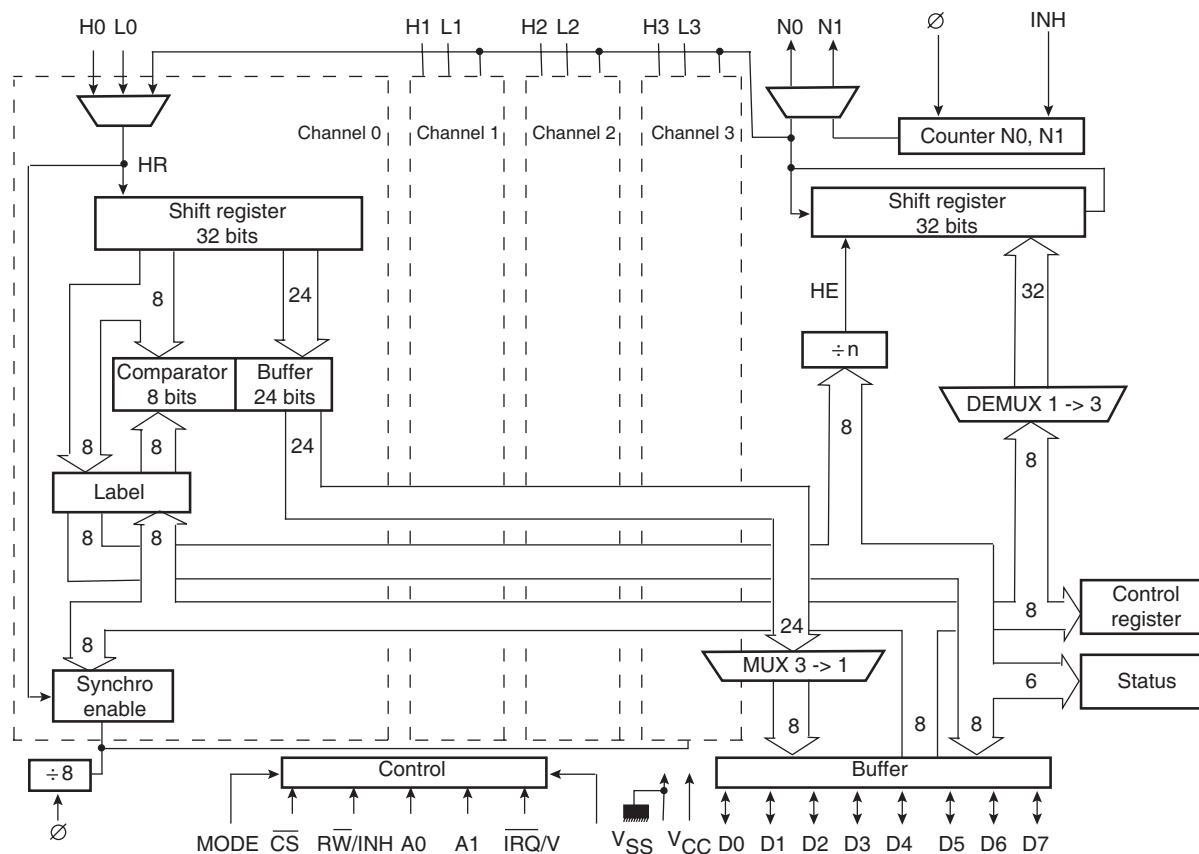 H0 L0 H1 L1 H2 L2 H3 L3 N0 N1 Ø INH
Channel 0 Channel 1 Channel 2 Channel 3 Counter N0, N1
HR
Shift register
32 bits
Shift register
32 bits
8 24 HE 32
÷n
Comparator
8 bits
Buffer
24 bits
DEMUX 1 -> 3
8 8 24 8 8
Label
8 8
Control
register
8
8 24
MUX 3 -> 1
Synchro
enable
6
Status
8 8 8
÷8
Control
Buffer
Ø
MODE C̅S̅ RW̅/INH A0 A1 I̅R̅Q̅/V VSS VCC D0 D1 D2 D3 D4 D5 D6 D7